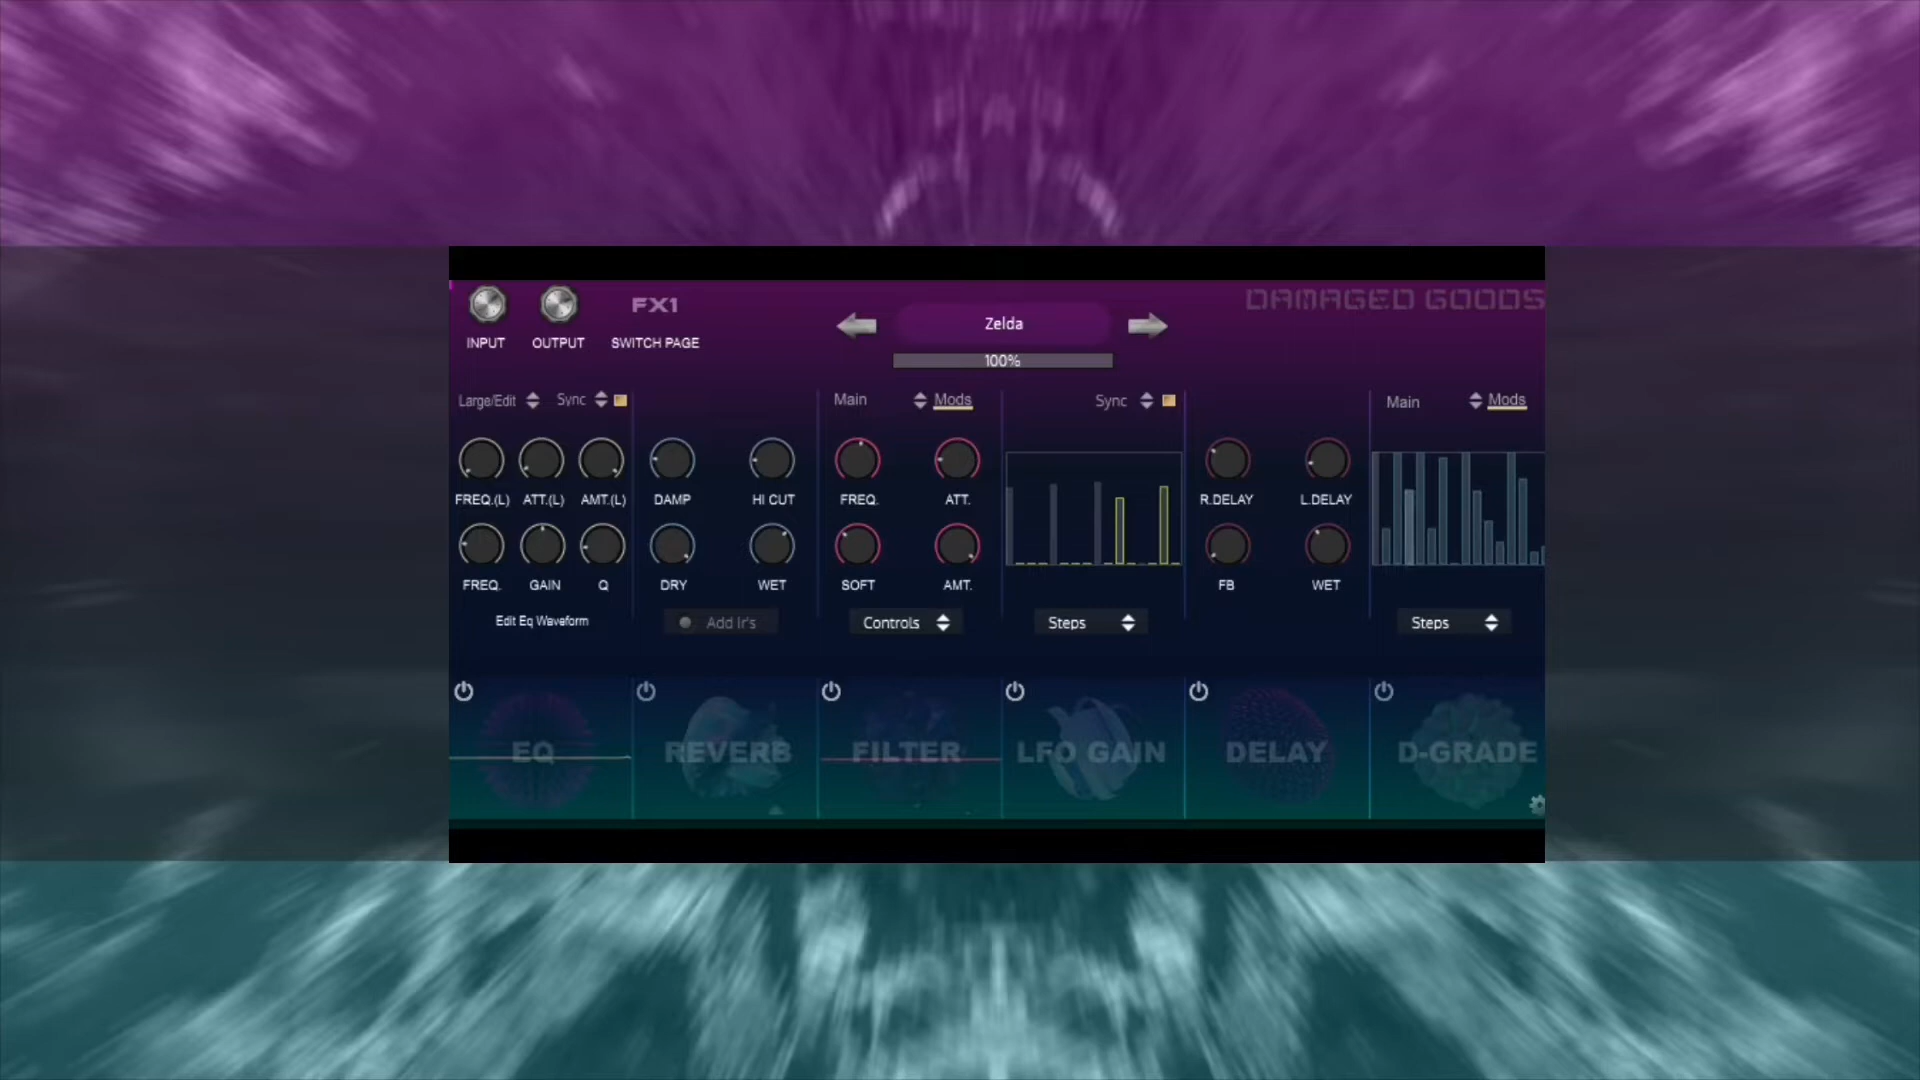 FX1
DAMAGED GOODS
Zelda
INPUT OUTPUT SWITCH PAGE
100%
Large/Edit Sync Main Mods Sync Main Mods
FREQ.(L) ATT.(L) AMT.(L) DAMP HI CUT FREQ. ATT. R.DELAY L.DELAY
FREQ. GAIN Q DRY WET SOFT AMT. FB WET
Edit Eq Waveform Add Ir's Controls Steps Steps
EQ REVERB FILTER LFO GAIN DELAY D-GRADE